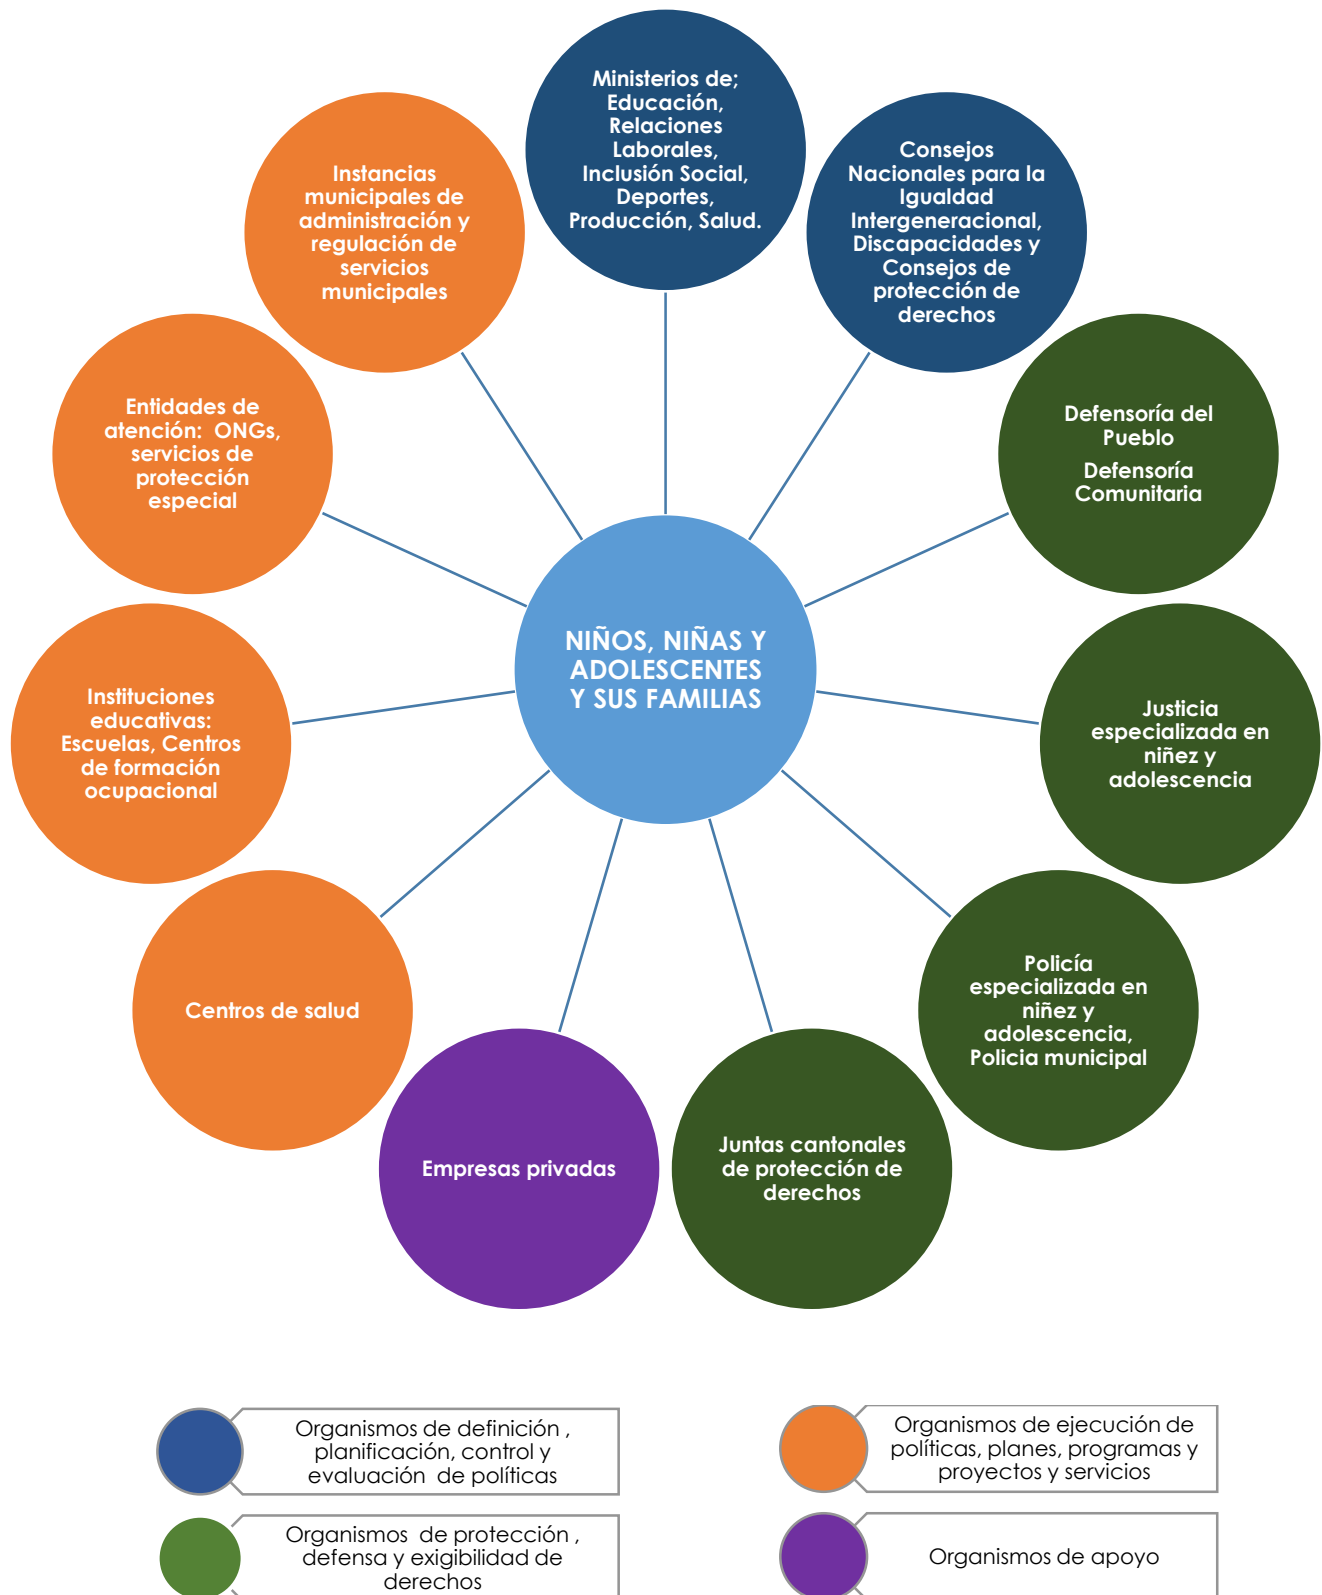 Ministerios de;
Educación,
Relaciones
Laborales,
Inclusión Social,
Deportes,
Producción, Salud.
Consejos
Nacionales para la
Igualdad
Intergeneracional,
Discapacidades y
Consejos de
protección de
derechos
Defensoría del
Pueblo
Defensoría
Comunitaria
Justicia
especializada en
niñez y
adolescencia
Policía
especializada en
niñez y
adolescencia,
Policia municipal
Juntas cantonales
de protección de
derechos
Empresas privadas
Centros de salud
Instituciones
educativas:
Escuelas, Centros
de formación
ocupacional
Entidades de
atención:  ONGs,
servicios de
protección
especial
Instancias
municipales de
administración y
regulación de
servicios
municipales
NIÑOS, NIÑAS Y
ADOLESCENTES
Y SUS FAMILIAS
Organismos de definición ,
planificación, control y
evaluación  de políticas
Organismos de ejecución de
políticas, planes, programas y
proyectos y servicios
Organismos  de protección ,
defensa y exigibilidad de
derechos
Organismos de apoyo